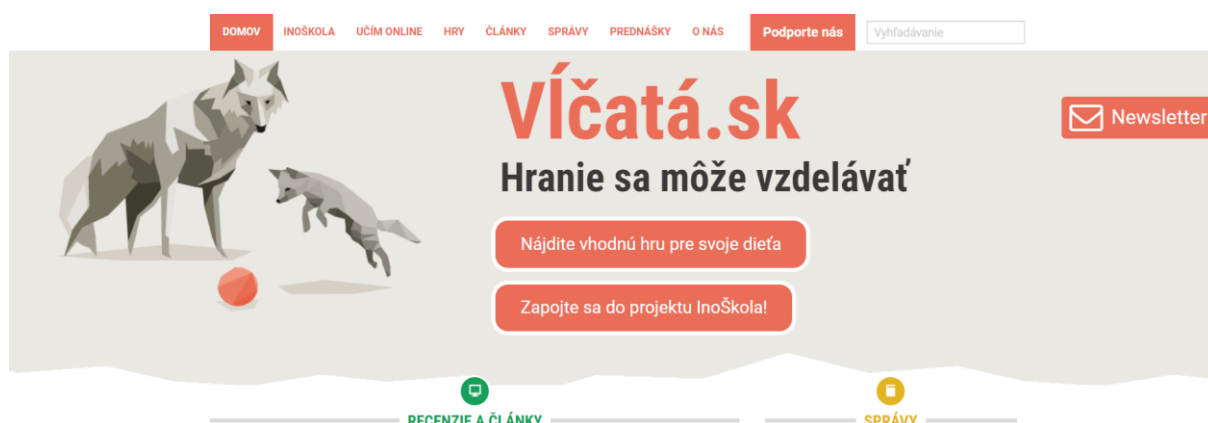 DOMOV INOŠKOLA UČÍM ONLINE HRY ČLÁNKY SPRÁVY PREDNÁŠKY O NÁS Podporte nás Vyhľadávanie
Vĺčatá.sk
Newsletter
Hranie sa môže vzdelávať
Nájdite vhodnú hru pre svoje dieťa
Zapojte sa do projektu InoŠkola!
RECENZIE A ČLÁNKY SPRÁVY